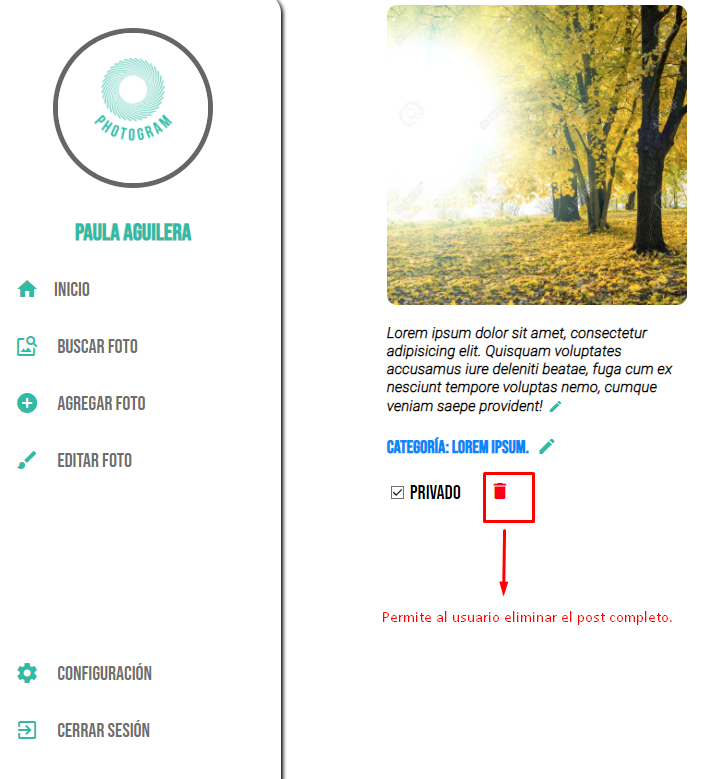 PHOTOGRAM
PAULA AGUILERA
INICIO
BUSCAR FOTO
AGREGAR FOTO
EDITAR FOTO
CONFIGURACIÓN
CERRAR SESIÓN
Lorem ipsum dolor sit amet, consectetur
adipisicing elit. Quisquam voluptates
accusamus iure deleniti beatae, fuga cum ex
nesciunt tempore voluptas nemo, cumque
veniam saepe provident!
CATEGORÍA: LOREM IPSUM.
PRIVADO
Permite al usuario eliminar el post completo.